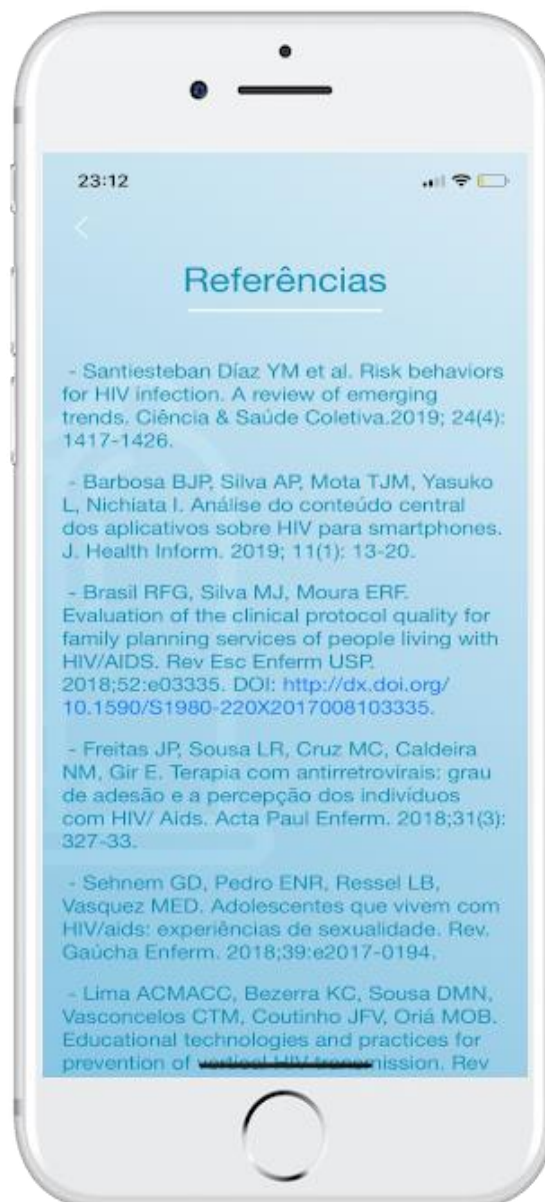 23:12
Referências
- Santiesteban Díaz YM et al. Risk behaviors
for HIV infection. A review of emerging
trends. Ciência & Saúde Coletiva.2019; 24(4):
1417-1426.
- Barbosa BJP, Silva AP, Mota TJM, Yasuko
L, Nichiata I. Análise do conteúdo central
dos aplicativos sobre HIV para smartphones.
J. Health Inform. 2019; 11(1): 13-20.
- Brasil RFG, Silva MJ, Moura ERF.
Evaluation of the clinical protocol quality for
family planning services of people living with
HIV/AIDS. Rev Esc Enferm USP.
2018;52:e03335. DOI: http://dx.doi.org/
10.1590/S1980-220X2017008103335.
- Freitas JP, Sousa LR, Cruz MC, Caldeira
NM, Gir E. Terapia com antirretrovirais: grau
de adesão e a percepção dos indivíduos
com HIV/ Aids. Acta Paul Enferm. 2018;31(3):
327-33.
- Sehnem GD, Pedro ENR, Ressel LB,
Vasquez MED. Adolescentes que vivem com
HIV/aids: experiências de sexualidade. Rev.
Gaúcha Enferm. 2018;39:e2017-0194.
- Lima ACMACC, Bezerra KC, Sousa DMN,
Vasconcelos CTM, Coutinho JFV, Oriá MOB.
Educational technologies and practices for
prevention of vertical HIV transmission. Rev